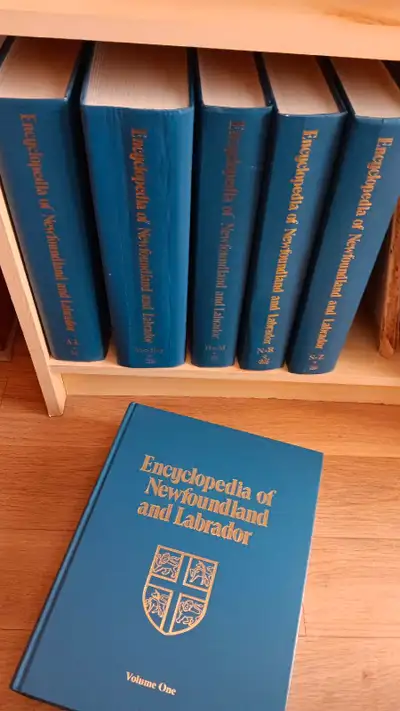 Encyclopedia of Newfoundland and Labrador
Encyclopedia of Newfoundland and Labrador
Encyclopedia of Newfoundland and Labrador
Encyclopedia of Newfoundland and Labrador
N-R
Encyclopedia of Newfoundland and Labrador
S-Z
Encyclopedia of
Newfoundland
and Labrador
Volume One